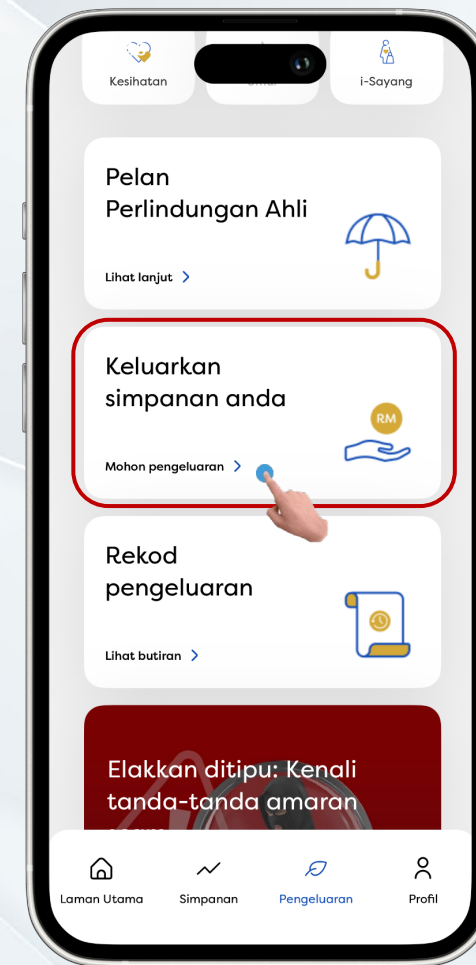 Kesihatan
i-Sayang
Pelan
Perlindungan Ahli
Lihat lanjut >
Keluarkan
simpanan anda
RM
Mohon pengeluaran >
Rekod
pengeluaran
Lihat butiran >
Elakkan ditipu: Kenali
tanda-tanda amaran
Laman Utama
Simpanan
Pengeluaran
Profil